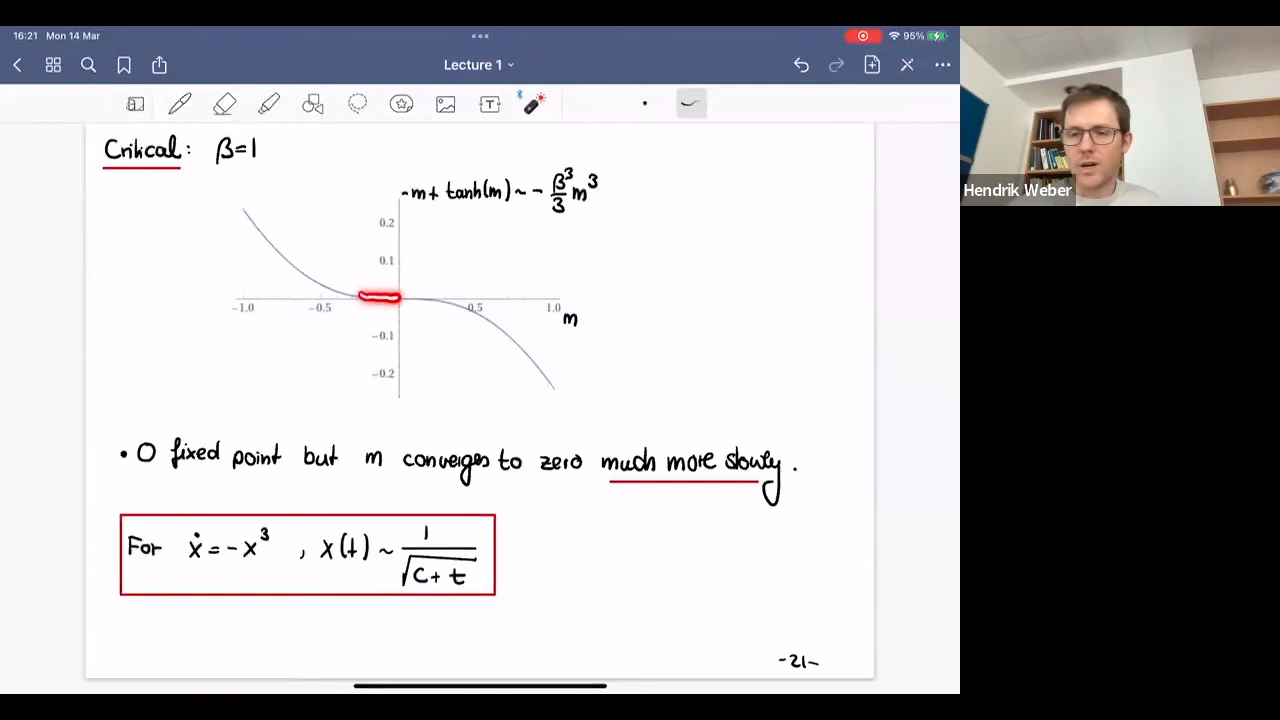 16:21 Mon 14 Mar
95%
Lecture 1
Critical: β=1
-m+ tanh(m) ~ - β³/3 m³
0.2
0.1
-1.0 -0.5 0.5 1.0
m
-0.1
-0.2
• 0 fixed point but m converges to zero much more slowly.
For ẋ = -x³ , x(t) ~ 1/√(C+t)
-21-
Hendrik Weber